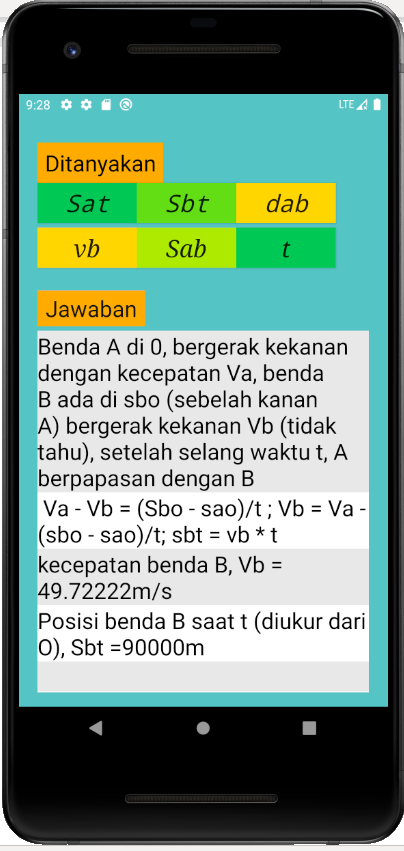 9:28
LTE
Ditanyakan
Sat Sbt dab
vb Sab t
Jawaban
Benda A di 0, bergerak kekanan
dengan kecepatan Va, benda
B ada di sbo (sebelah kanan
A) bergerak kekanan Vb (tidak
tahu), setelah selang waktu t, A
berpapasan dengan B
Va - Vb = (Sbo - sao)/t ; Vb = Va -
(sbo - sao)/t; sbt = vb * t
kecepatan benda B, Vb =
49.72222m/s
Posisi benda B saat t (diukur dari
O), Sbt =90000m